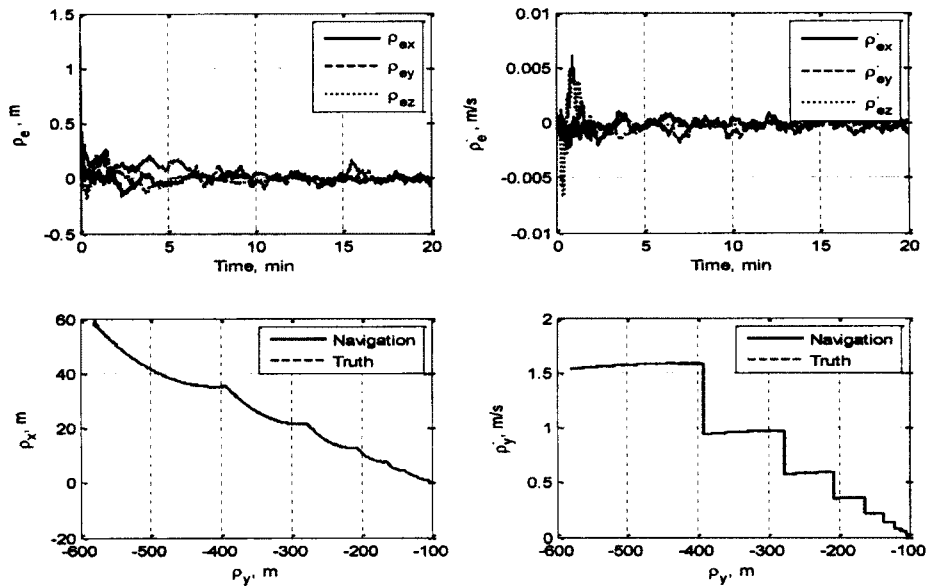 1.5
1
0.5
0
-0.5
ρe, m
ρex
ρey
ρez
0 5 10 15 20
Time, min
0.01
0.005
0
-0.005
-0.01
ρ̇e, m/s
ρ̇ex
ρ̇ey
ρ̇ez
0 5 10 15 20
Time, min
60
40
20
0
-20
ρx, m
Navigation
Truth
-600 -500 -400 -300 -200 -100
ρy, m
2
1.5
1
0.5
0
ρ̇y, m/s
Navigation
Truth
-600 -500 -400 -300 -200 -100
ρy, m